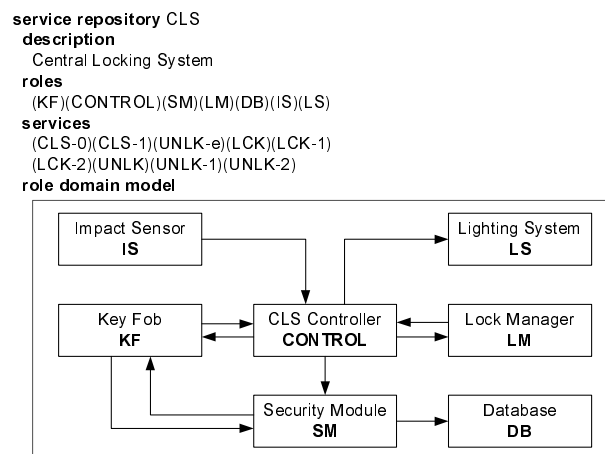 service repository CLS
description
Central Locking System
roles
(KF)(CONTROL)(SM)(LM)(DB)(IS)(LS)
services
(CLS-0)(CLS-1)(UNLK-e)(LCK)(LCK-1)
(LCK-2)(UNLK)(UNLK-1)(UNLK-2)
role domain model
Impact Sensor
IS
Lighting System
LS
Key Fob
KF
CLS Controller
CONTROL
Lock Manager
LM
Security Module
SM
Database
DB